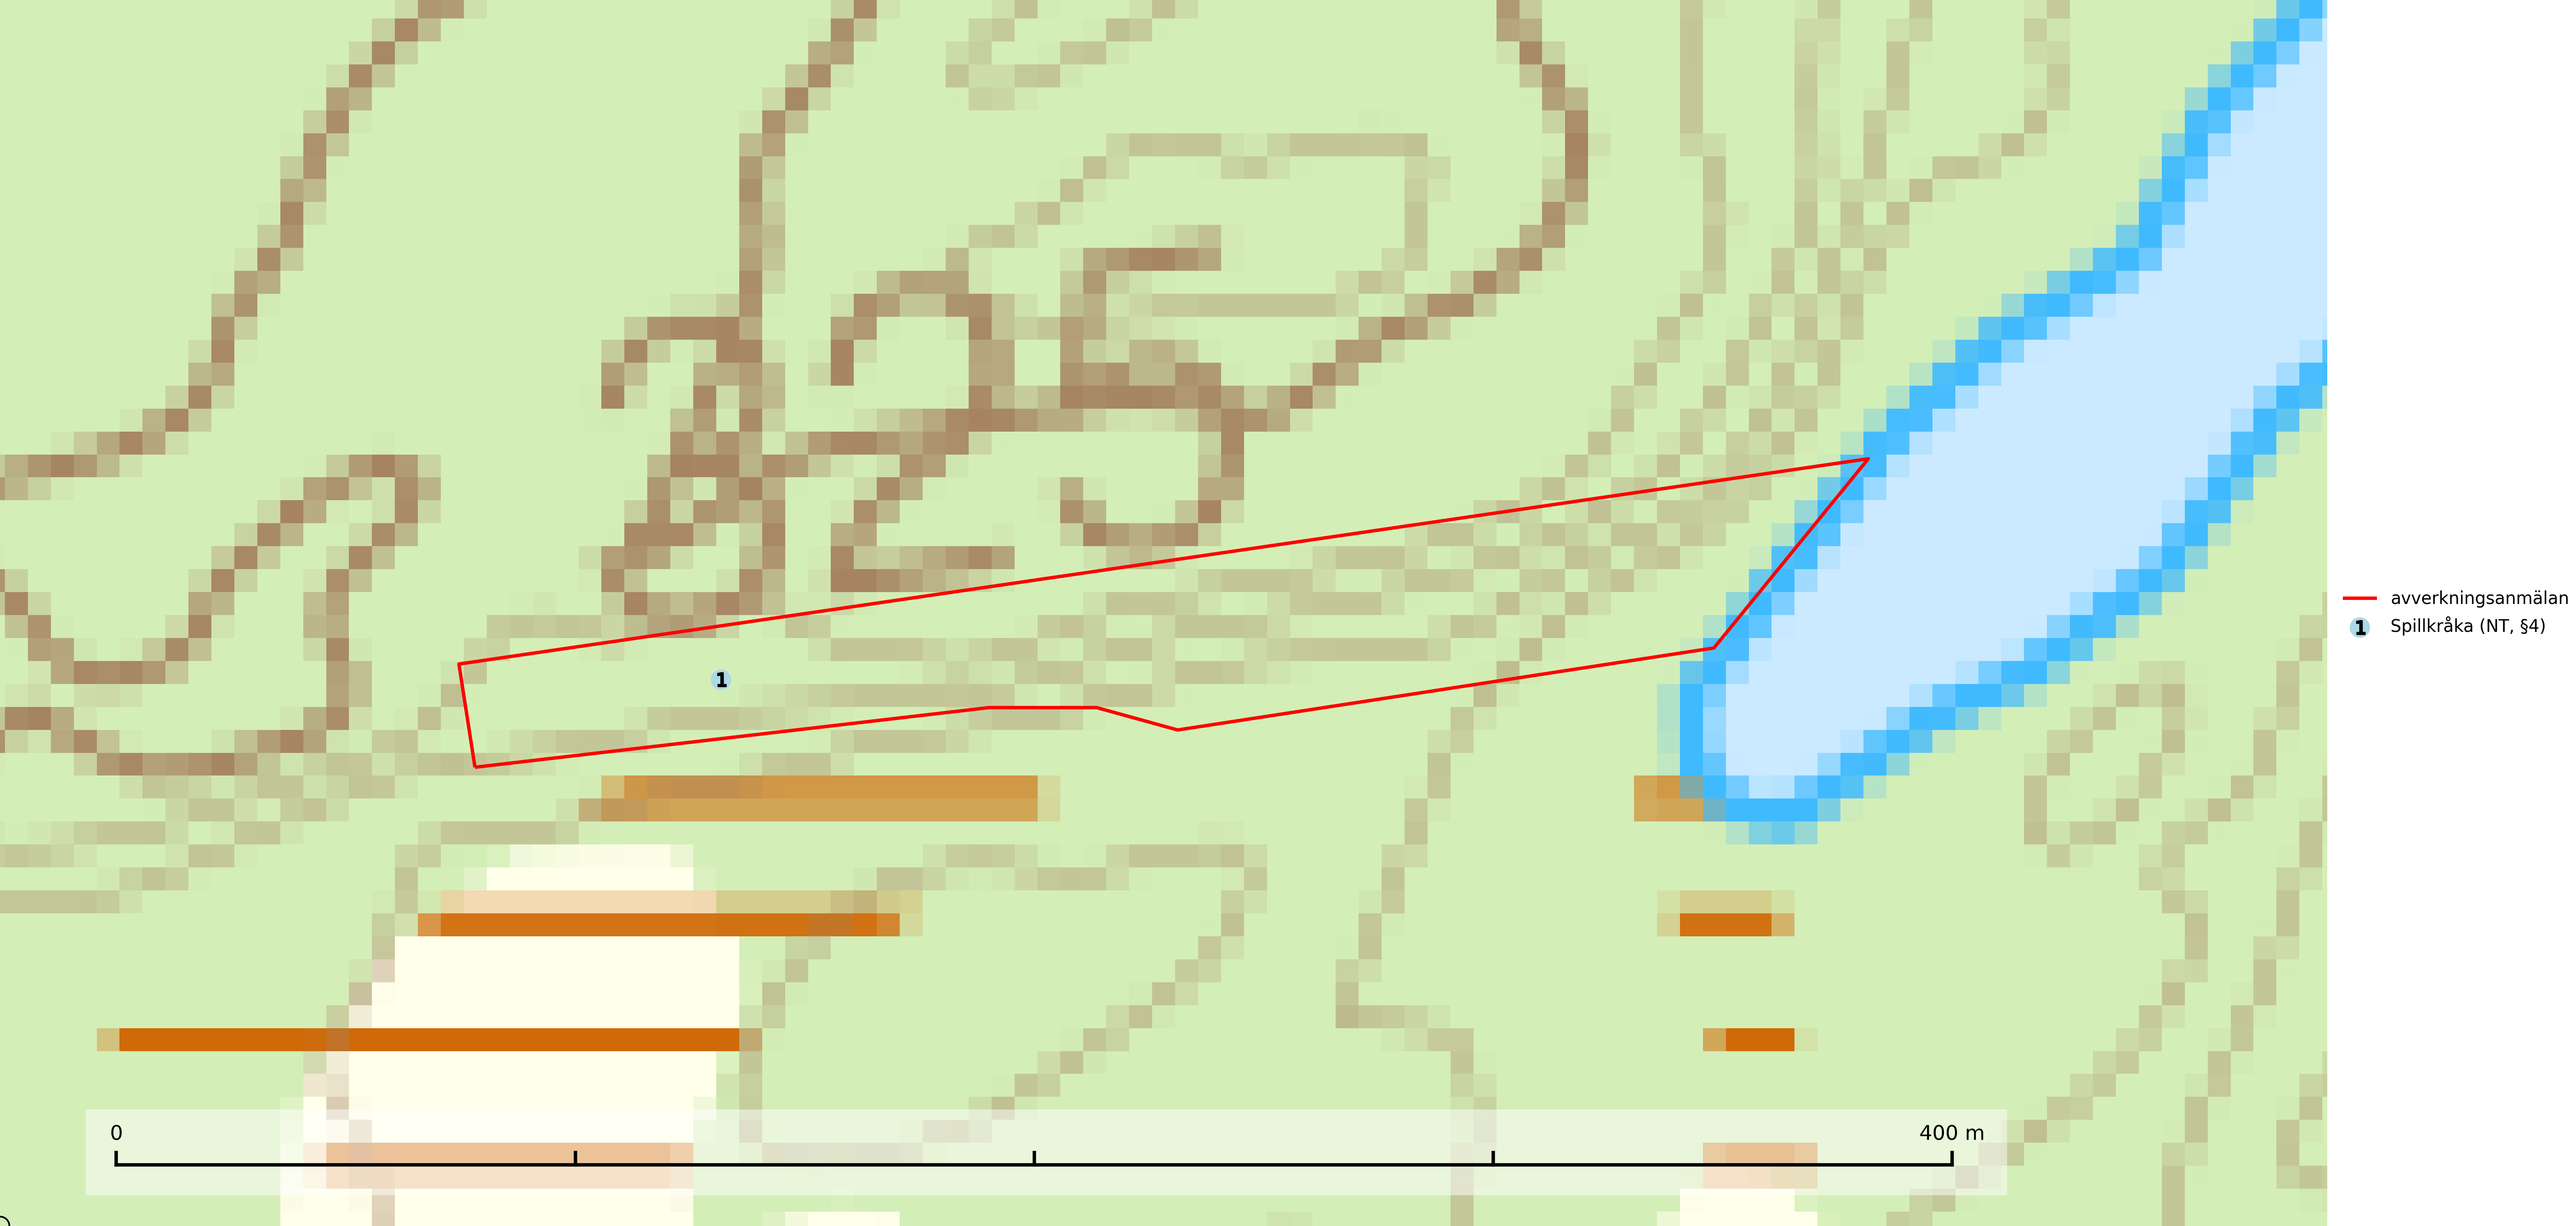 1
avverkningsanmälan
1 Spillkråka (NT, §4)
0 400 m